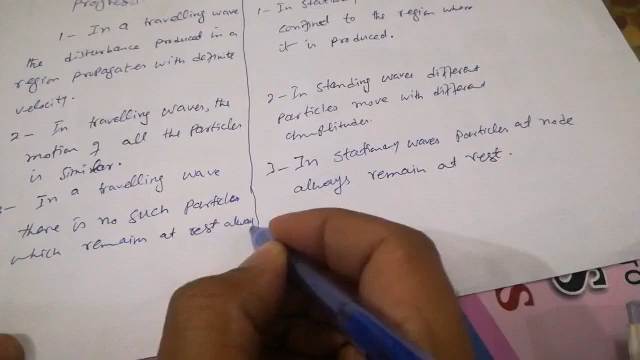 Progress
1- In a travelling wave
the disturbance produced in a
region propagates with definite
velocity.
2- In travelling waves, the
motion of all the particles
is similar.
In a travelling wave
there is no such particles
which remain at rest alway
1- In station
confined to the region where
it is produced.
2- In standing waves different
particles move with different
amplitudes.
3- In stationary waves particles at node
always remain at rest.
S
S